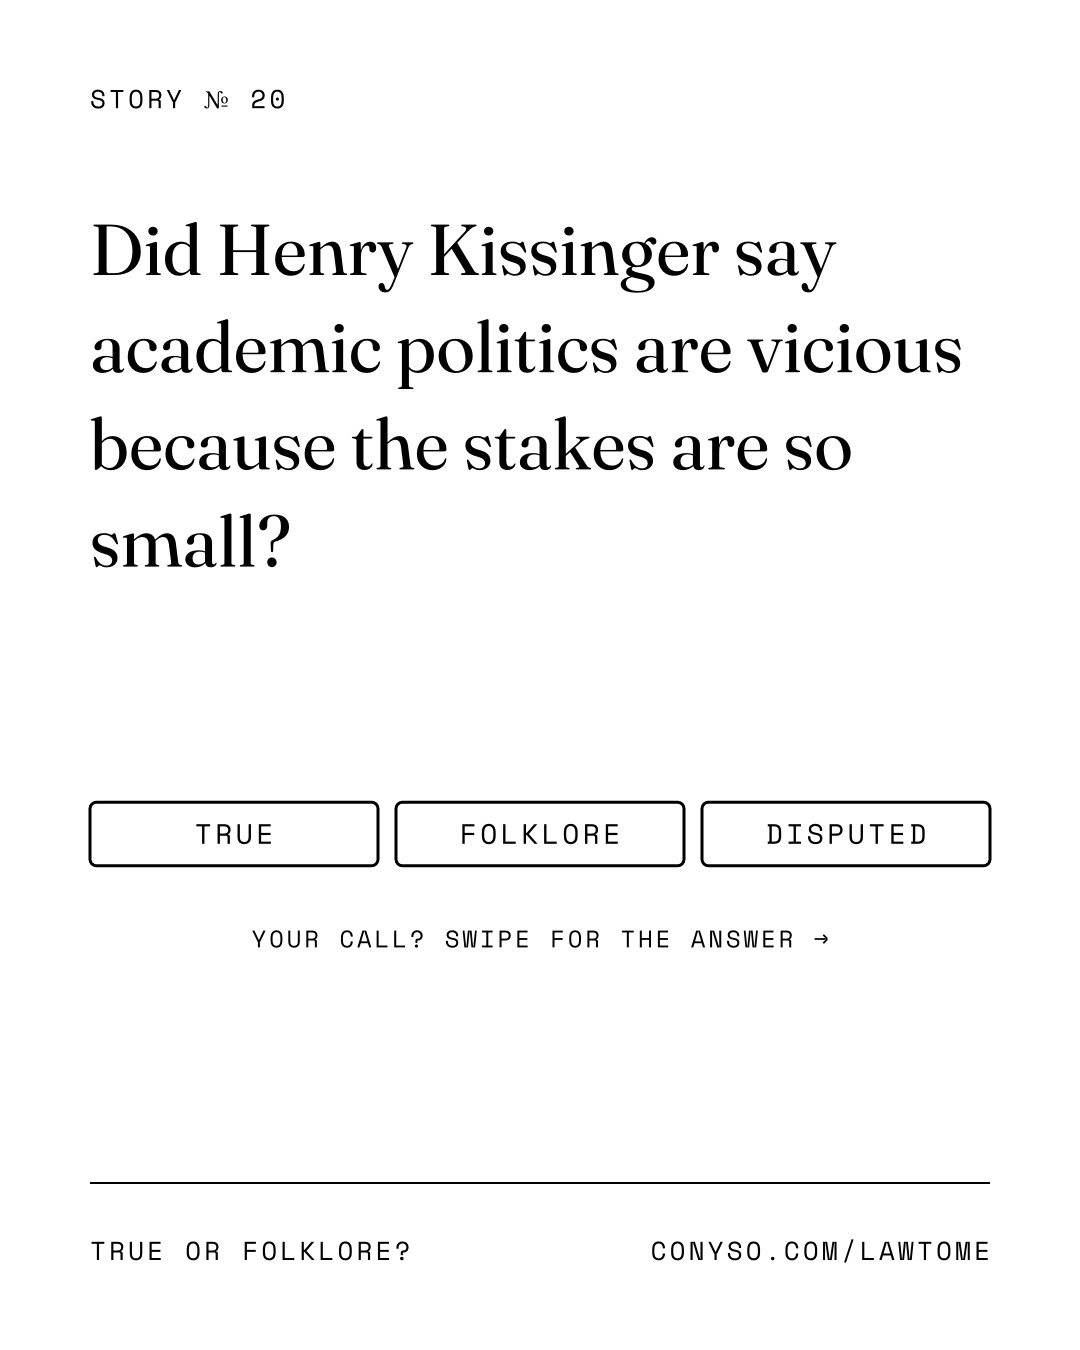 STORY № 20
Did Henry Kissinger say
academic politics are vicious
because the stakes are so
small?
TRUE
FOLKLORE
DISPUTED
YOUR CALL? SWIPE FOR THE ANSWER →
TRUE OR FOLKLORE?
CONYSO.COM/LAWTOME